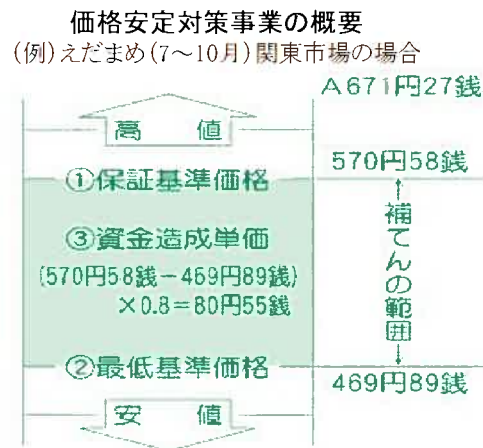 価格安定対策事業の概要
(例)えだまめ(7〜10月)関東市場の場合
A671円27銭
高 値
570円58銭
①保証基準価格
③資金造成単価
(570円58銭−469円89銭)
×0.8=80円55銭
補てんの範囲
②最低基準価格
469円89銭
安 値